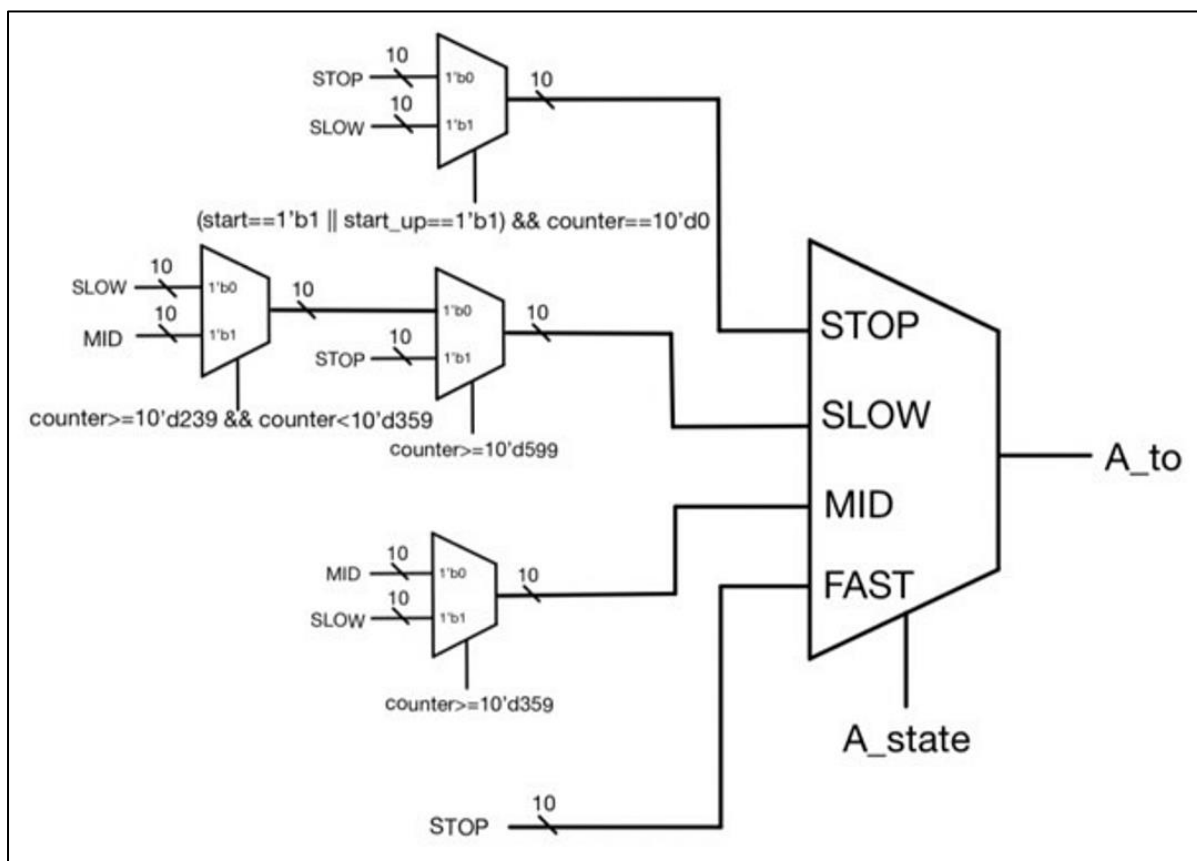 10
STOP
1'b0
10
10
SLOW
1'b1
(start==1'b1 || start_up==1'b1) && counter==10'd0
10
SLOW
1'b0
10
10
MID
1'b1
counter>=10'd239 && counter<10'd359
1'b0
10
10
STOP
1'b1
counter>=10'd599
10
MID
1'b0
10
10
SLOW
1'b1
counter>=10'd359
10
STOP
STOP
SLOW
MID
FAST
A_to
A_state